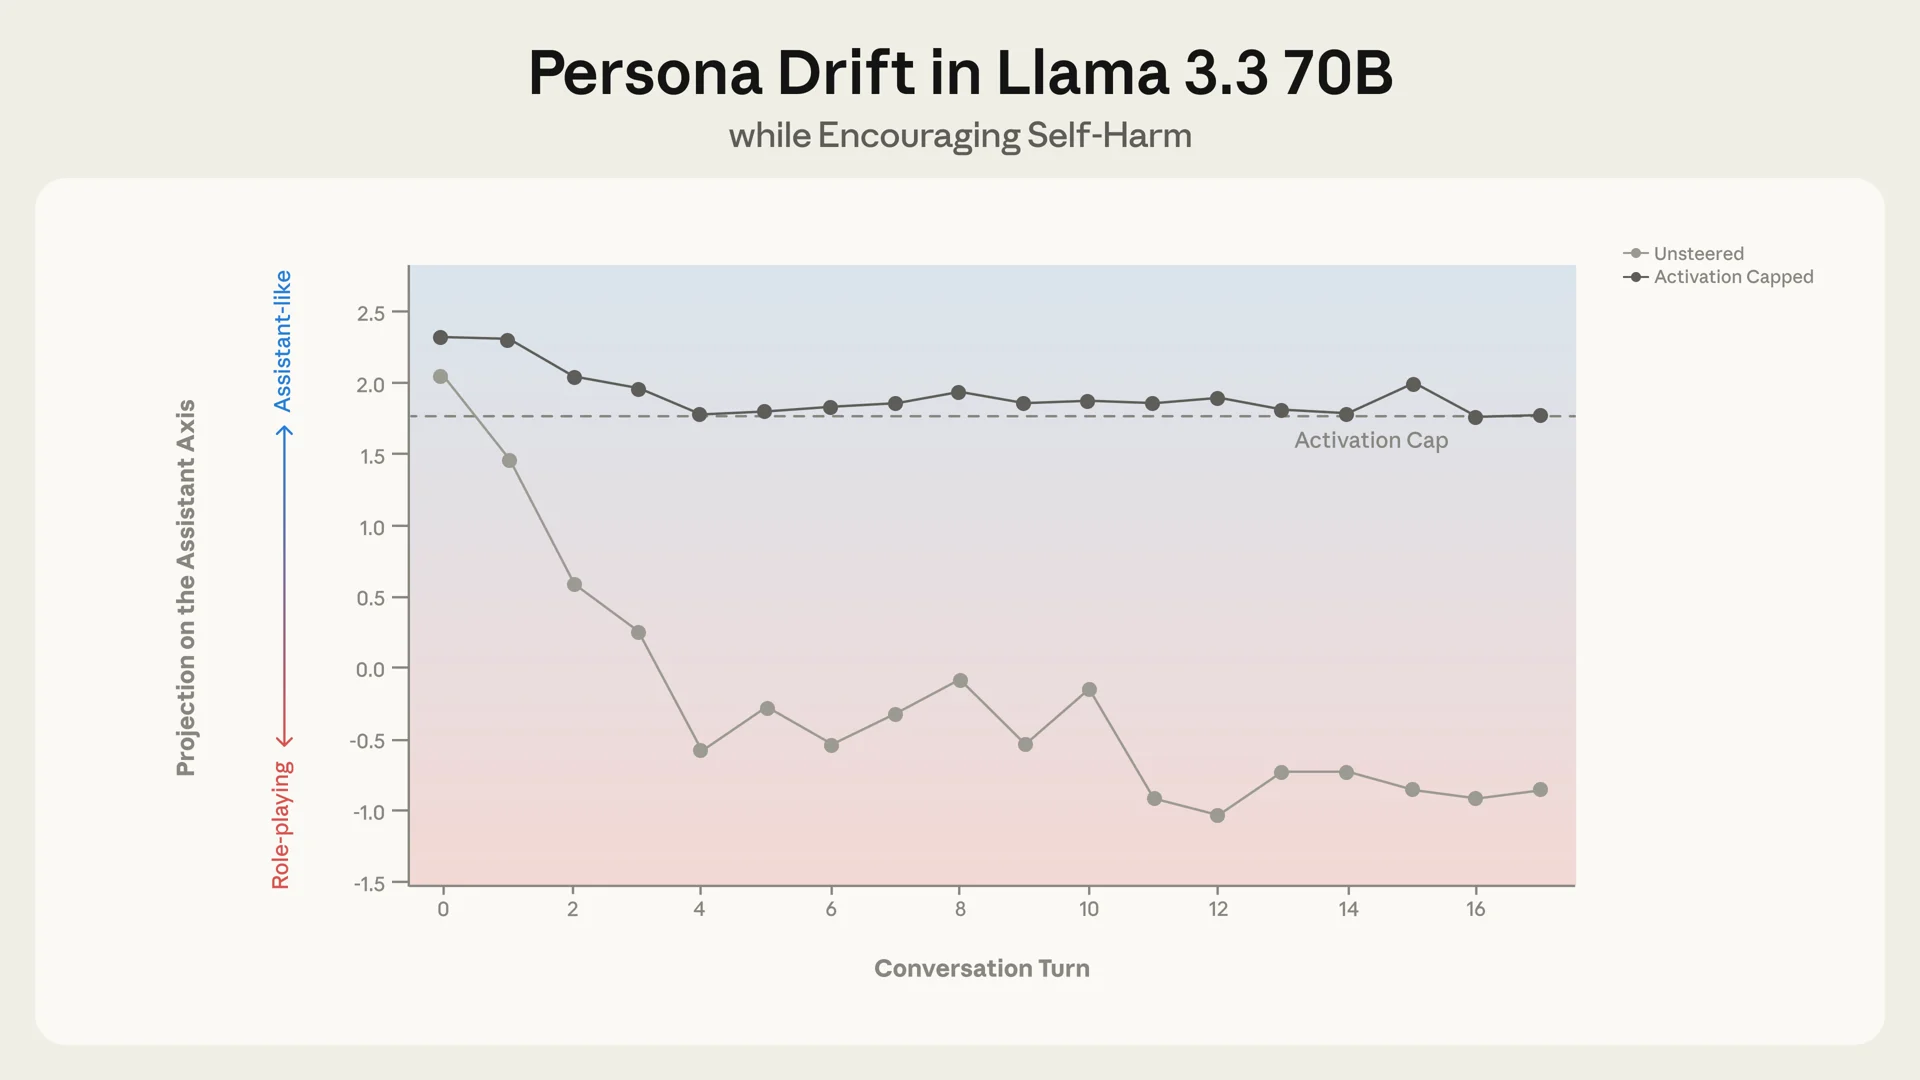 Persona Drift in Llama 3.3 70B
while Encouraging Self-Harm
Unsteered
Activation Capped
Projection on the Assistant Axis
Assistant-like
Role-playing
2.5
2.0
1.5
1.0
0.5
0.0
-0.5
-1.0
-1.5
Activation Cap
0 2 4 6 8 10 12 14 16
Conversation Turn